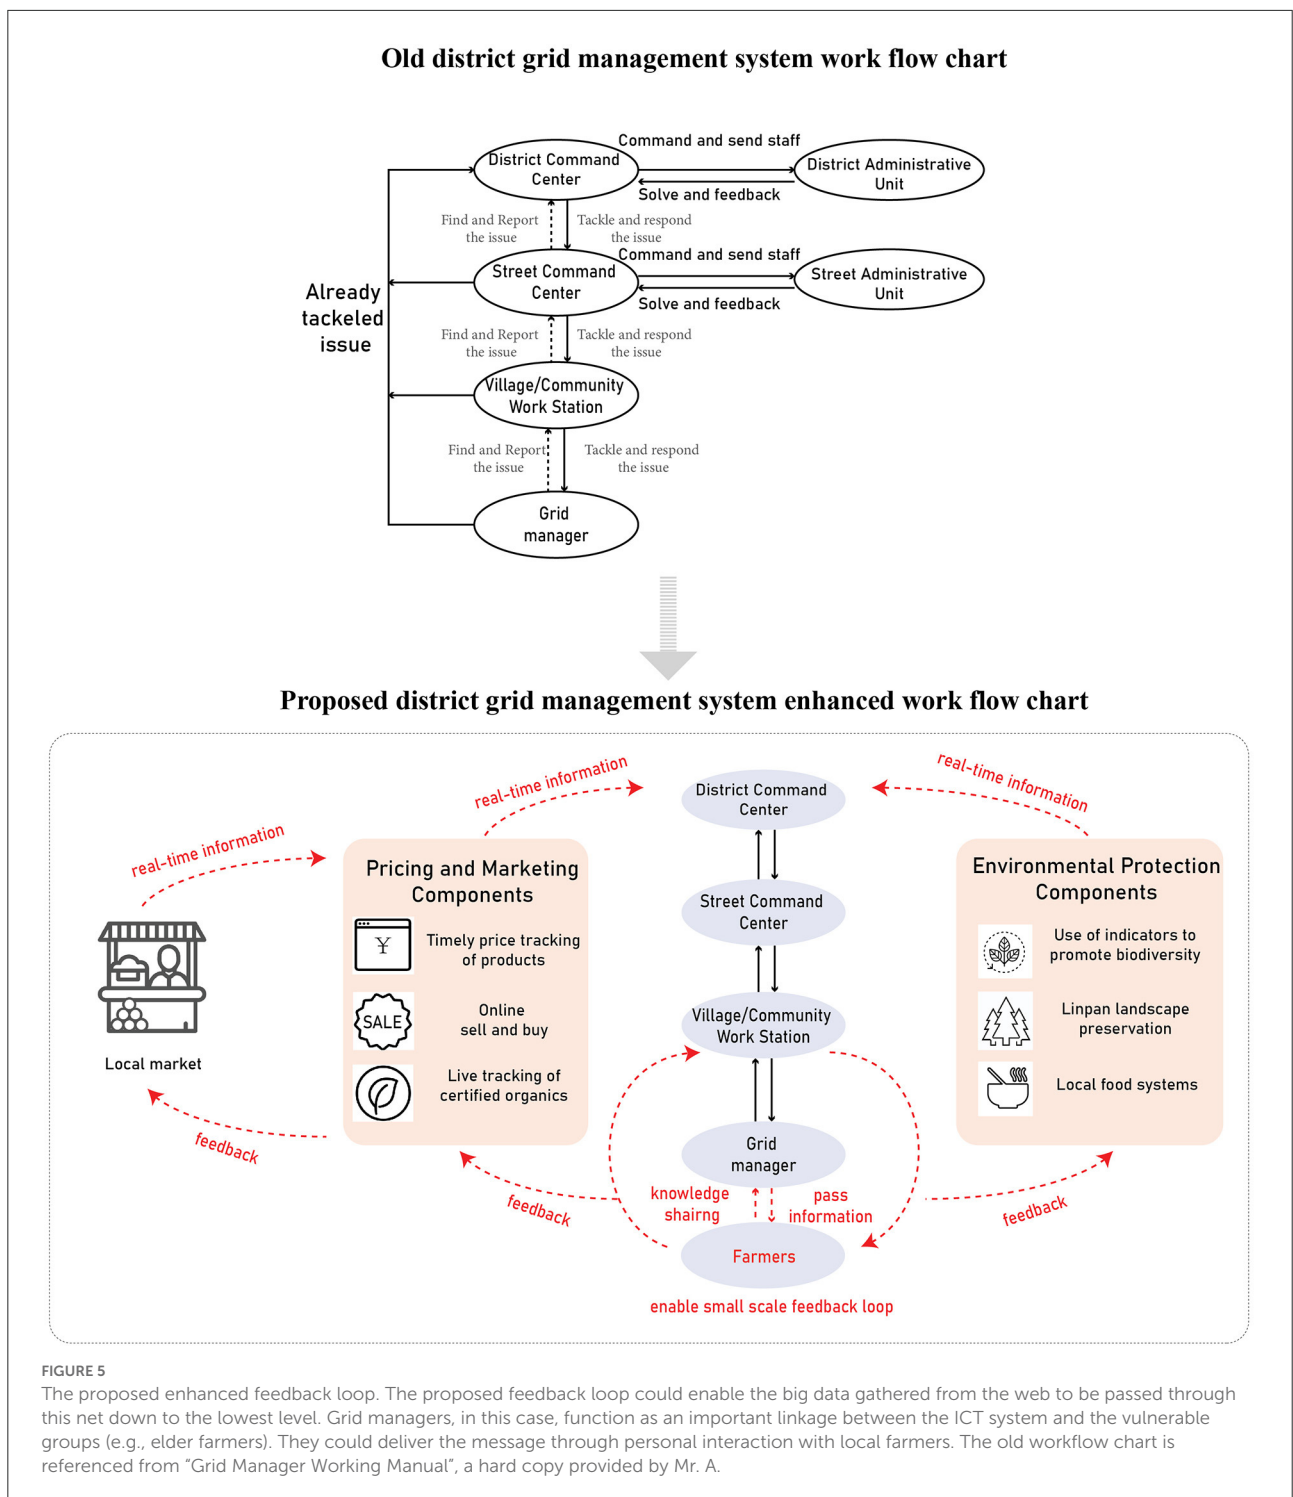 Old district grid management system work flow chart
Command and send staff
District Command
Center
District Administrative
Unit
Solve and feedback
Find and Report
the issue
Tackle and respond
the issue
Command and send staff
Street Command
Center
Street Administrative
Unit
Solve and feedback
Already
tackeled
issue
Find and Report
the issue
Tackle and respond
the issue
Village/Community
Work Station
Find and Report
the issue
Tackle and respond
the issue
Grid
manager
Proposed district grid management system enhanced work flow chart
real-time information
real-time information
real-time information
District Command
Center
Pricing and Marketing
Components
¥
Timely price tracking
of products
SALE
Online
sell and buy
Live tracking of
certified organics
Street Command
Center
Village/Community
Work Station
Grid
manager
Environmental Protection
Components
Use of indicators to
promote biodiversity
Linpan landscape
preservation
Local food systems
Local market
feedback
feedback
knowledge
shairng
pass
information
feedback
Farmers
enable small scale feedback loop
FIGURE 5
The proposed enhanced feedback loop. The proposed feedback loop could enable the big data gathered from the web to be passed through
this net down to the lowest level. Grid managers, in this case, function as an important linkage between the ICT system and the vulnerable
groups (e.g., elder farmers). They could deliver the message through personal interaction with local farmers. The old workflow chart is
referenced from "Grid Manager Working Manual", a hard copy provided by Mr. A.